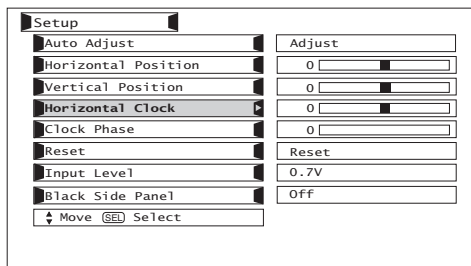 Setup
Auto Adjust Adjust
Horizontal Position 0
Vertical Position 0
Horizontal Clock 0
Clock Phase 0
Reset Reset
Input Level 0.7V
Black Side Panel Off
Move SEL Select